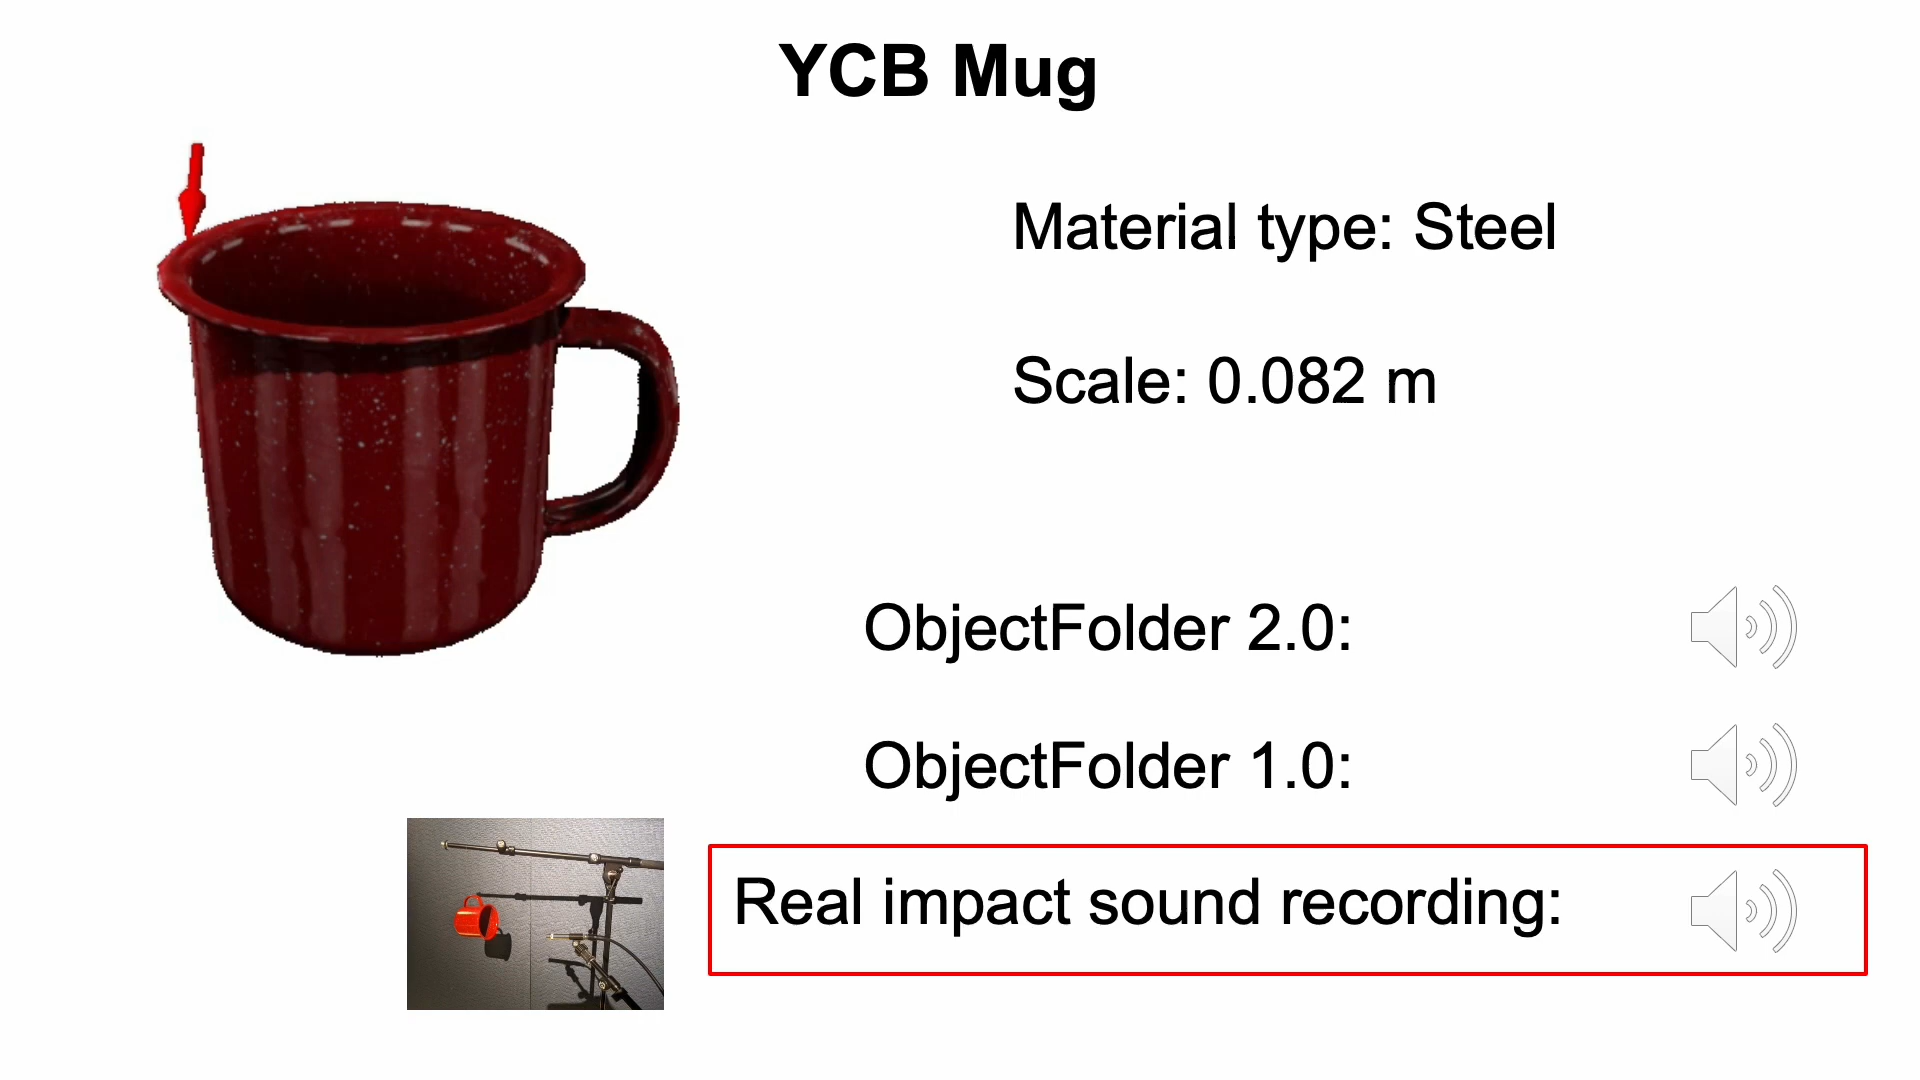 YCB Mug
Material type: Steel
Scale: 0.082 m
ObjectFolder 2.0:
ObjectFolder 1.0:
Real impact sound recording: